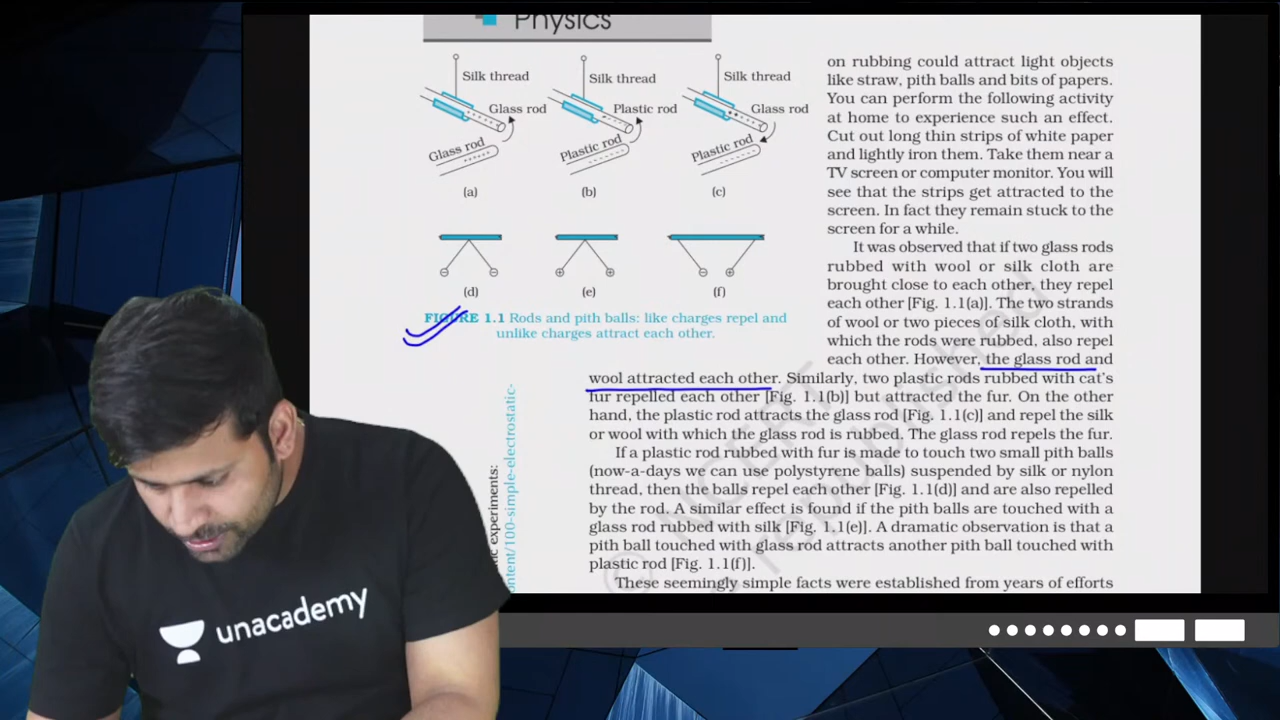 Physics
Silk thread
Silk thread
Silk thread
Glass rod
Plastic rod
Glass rod
Glass rod
Plastic rod
Plastic rod
(a)
(b)
(c)
(d)
(e)
(f)
FIGURE 1.1 Rods and pith balls: like charges repel and
unlike charges attract each other.
on rubbing could attract light objects
like straw, pith balls and bits of papers.
You can perform the following activity
at home to experience such an effect.
Cut out long thin strips of white paper
and lightly iron them. Take them near a
TV screen or computer monitor. You will
see that the strips get attracted to the
screen. In fact they remain stuck to the
screen for a while.
It was observed that if two glass rods
rubbed with wool or silk cloth are
brought close to each other, they repel
each other [Fig. 1.1(a)]. The two strands
of wool or two pieces of silk cloth, with
which the rods were rubbed, also repel
each other. However, the glass rod and
wool attracted each other. Similarly, two plastic rods rubbed with cat's
fur repelled each other [Fig. 1.1(b)] but attracted the fur. On the other
hand, the plastic rod attracts the glass rod [Fig. 1.1(c)] and repel the silk
or wool with which the glass rod is rubbed. The glass rod repels the fur.
If a plastic rod rubbed with fur is made to touch two small pith balls
(now-a-days we can use polystyrene balls) suspended by silk or nylon
thread, then the balls repel each other [Fig. 1.1(d)] and are also repelled
by the rod. A similar effect is found if the pith balls are touched with a
glass rod rubbed with silk [Fig. 1.1(e)]. A dramatic observation is that a
pith ball touched with glass rod attracts another pith ball touched with
plastic rod [Fig. 1.1(f)].
These seemingly simple facts were established from years of efforts
experiments:
ontent/100-simple-electrostatic-
© NCERT
republished
unacademy